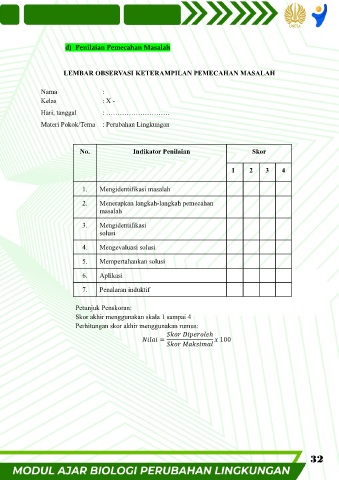 UNNES
d) Penilaian Pemecahan Masalah
LEMBAR OBSERVASI KETERAMPILAN PEMECAHAN MASALAH
Nama :
Kelas : X -
Hari, tanggal : ............................
Materi Pokok/Tema : Perubahan Lingkungan
No. Indikator Penilaian Skor
1 2 3 4
1. Mengidentifikasi masalah
2. Menerapkan langkah-langkah pemecahan
masalah
3. Mengidentifikasi
solusi
4. Mengevaluasi solusi
5. Mempertahankan solusi
6. Aplikasi
7. Penalaran induktif
Petunjuk Penskoran:
Skor akhir menggunakan skala 1 sampai 4
Perhitungan skor akhir menggunakan rumus:
Nilai = Skor Diperoleh / Skor Maksimal x 100
32
MODUL AJAR BIOLOGI PERUBAHAN LINGKUNGAN